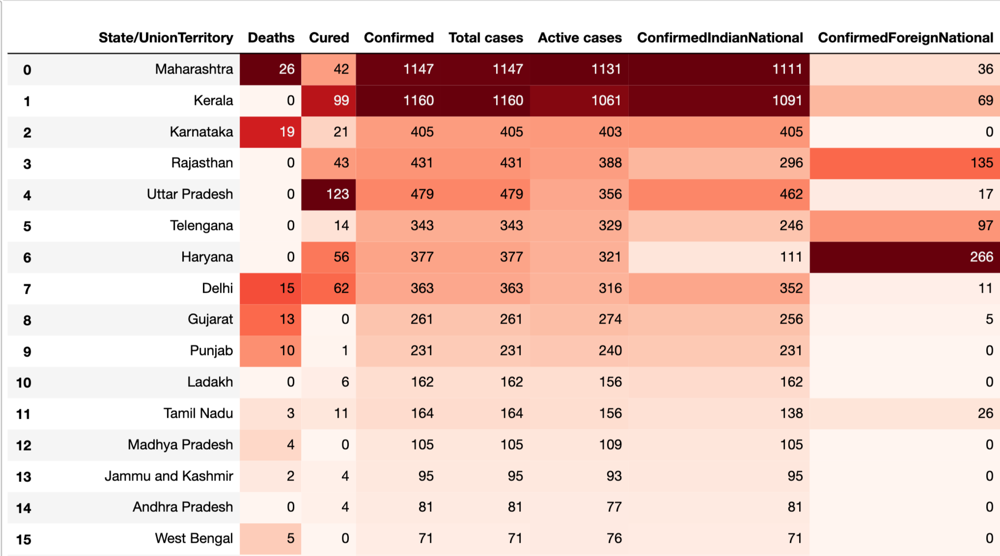 State/UnionTerritory Deaths Cured Confirmed Total cases Active cases ConfirmedIndianNational ConfirmedForeignNational
0 Maharashtra 26 42 1147 1147 1131 1111 36
1 Kerala 0 99 1160 1160 1061 1091 69
2 Karnataka 19 21 405 405 403 405 0
3 Rajasthan 0 43 431 431 388 296 135
4 Uttar Pradesh 0 123 479 479 356 462 17
5 Telengana 0 14 343 343 329 246 97
6 Haryana 0 56 377 377 321 111 266
7 Delhi 15 62 363 363 316 352 11
8 Gujarat 13 0 261 261 274 256 5
9 Punjab 10 1 231 231 240 231 0
10 Ladakh 0 6 162 162 156 162 0
11 Tamil Nadu 3 11 164 164 156 138 26
12 Madhya Pradesh 4 0 105 105 109 105 0
13 Jammu and Kashmir 2 4 95 95 93 95 0
14 Andhra Pradesh 0 4 81 81 77 81 0
15 West Bengal 5 0 71 71 76 71 0